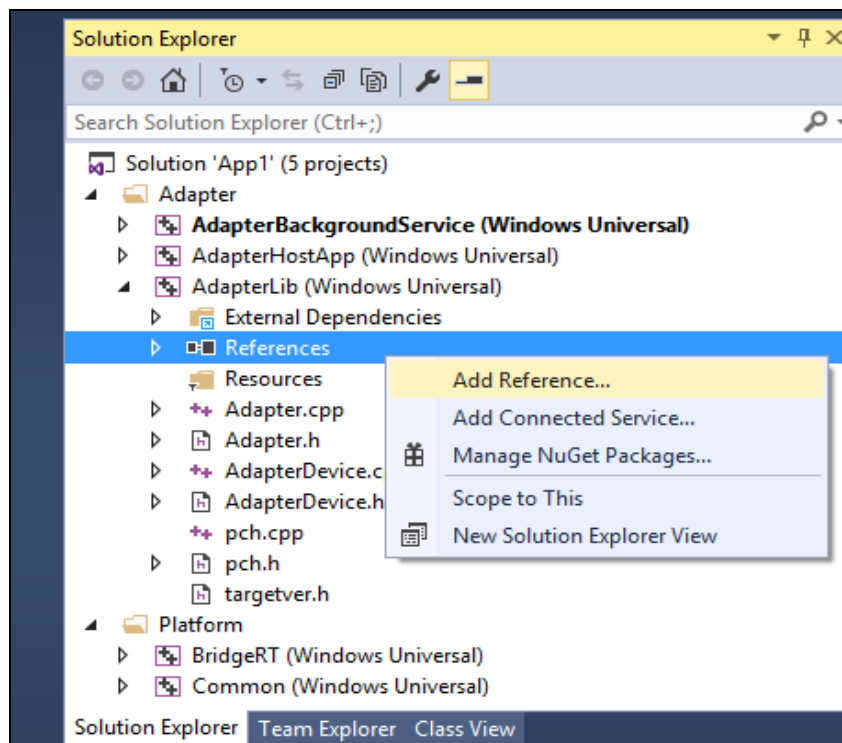 Solution Explorer
Search Solution Explorer (Ctrl+;)
Solution 'App1' (5 projects)
Adapter
AdapterBackgroundService (Windows Universal)
AdapterHostApp (Windows Universal)
AdapterLib (Windows Universal)
External Dependencies
References
Resources
Adapter.cpp
Adapter.h
AdapterDevice.c
AdapterDevice.h
pch.cpp
pch.h
targetver.h
Add Reference...
Add Connected Service...
Manage NuGet Packages...
Scope to This
New Solution Explorer View
Platform
BridgeRT (Windows Universal)
Common (Windows Universal)
Solution Explorer Team Explorer Class View